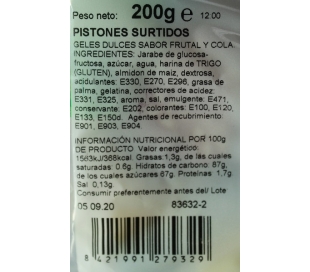 Peso neto: 200g e 12:00
PISTONES SURTIDOS
GELES DULCES SABOR FRUTAL Y COLA.
INGREDIENTES: Jarabe de glucosa-
fructosa, azúcar, agua, harina de TRIGO
(GLUTEN), almidon de maiz, dextrosa,
acidulantes: E330, E270, E296, grasa de
palma, gelatina, correctores de acidez:
E331, E325, aroma, sal, emulgente: E471,
conservante: E202, colorantes: E100, E120,
E133, E150d. Agentes de recubrimiento:
E901, E903, E904.
INFORMACIÓN NUTRICIONAL POR 100g
DE PRODUCTO. Valor energético:
1563kJ/368kcal. Grasas:1,3g, de las cuales
saturadas: 0.6g. Hidratos de carbono: 87g,
de los cuales azúcares 67g. Proteinas: 1,7g
Sal: 0,13g.
Consumir preferentemente antes del/ Lote
05.09.20 83632-2
8 421991 279329